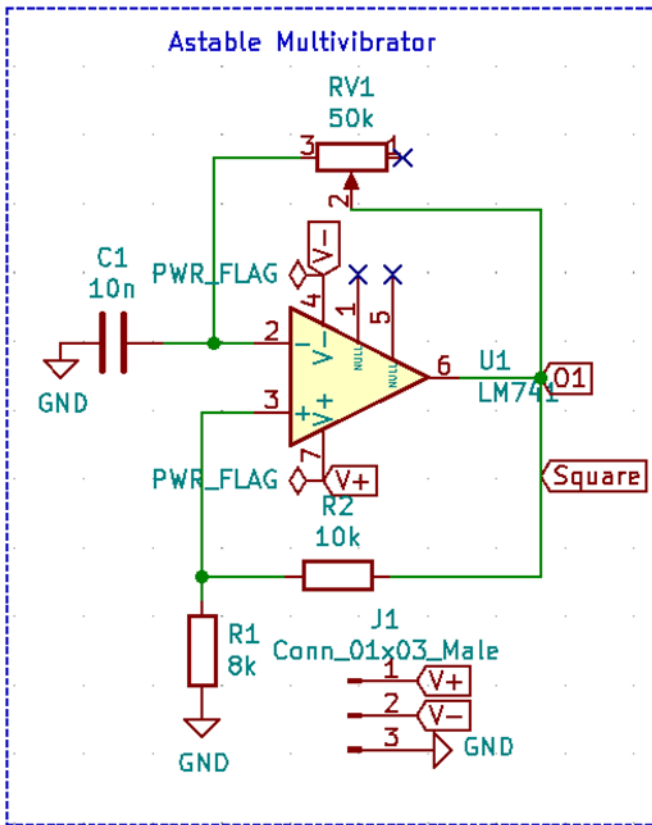 Astable Multivibrator
RV1
50k
3
1
2
V-
C1
10n
PWR_FLAG
4
1
5
2
-
V-
NULL
NULL
6
U1
LM741
O1
GND
3
+
V+
7
PWR_FLAG
V+
Square
R2
10k
R1
8k
J1
Conn_01x03_Male
1
V+
2
V-
3
GND
GND